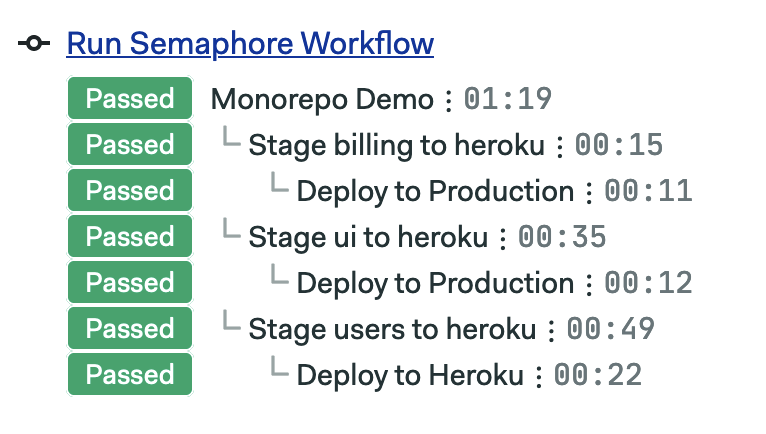 Run Semaphore Workflow
Passed Monorepo Demo ⋮ 01:19
Passed Stage billing to heroku ⋮ 00:15
Passed Deploy to Production ⋮ 00:11
Passed Stage ui to heroku ⋮ 00:35
Passed Deploy to Production ⋮ 00:12
Passed Stage users to heroku ⋮ 00:49
Passed Deploy to Heroku ⋮ 00:22